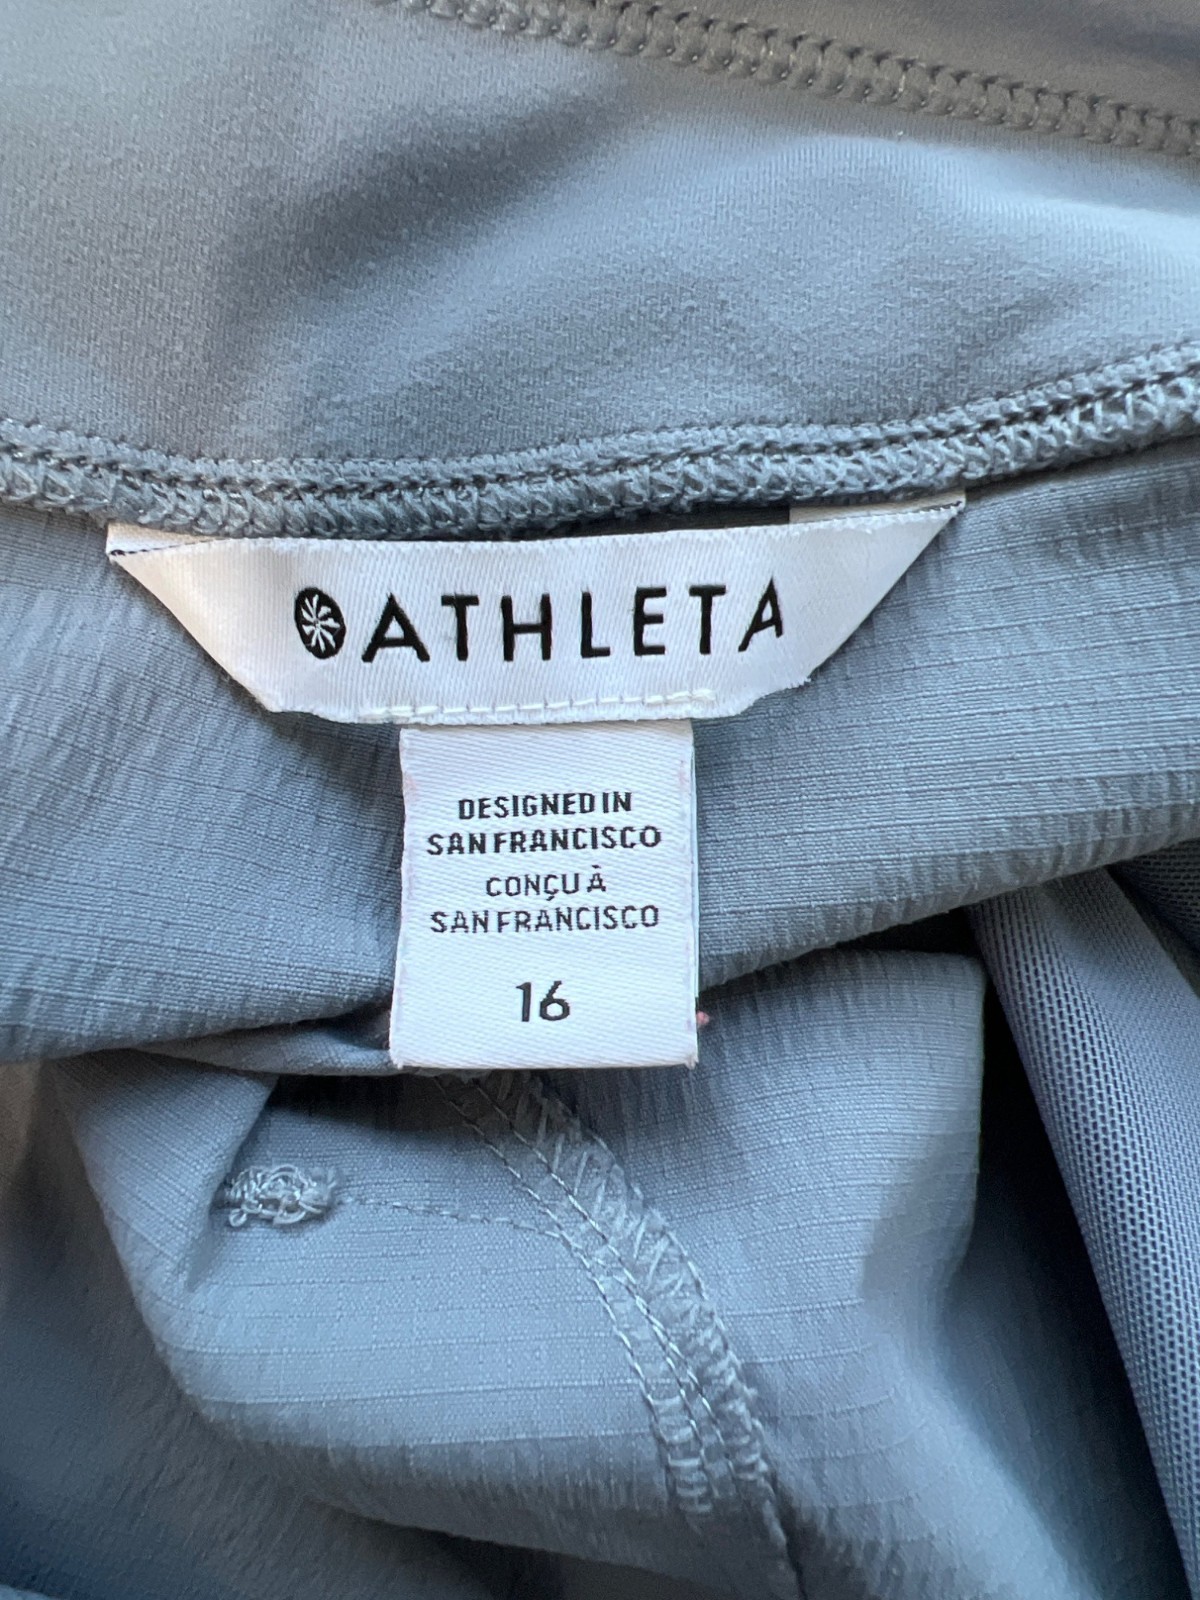 ATHLETA
DESIGNED IN
SAN FRANCISCO
CONÇU À
SAN FRANCISCO
16